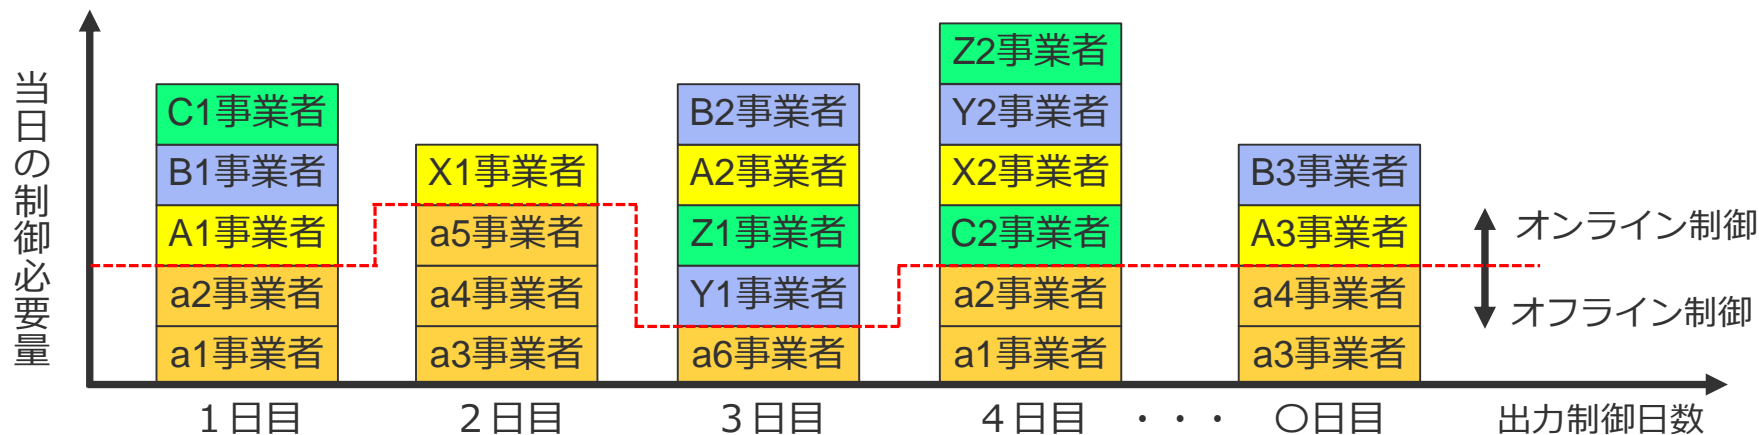 当日の制御必要量
C1事業者
B1事業者
A1事業者
a2事業者
a1事業者
X1事業者
a5事業者
a4事業者
a3事業者
B2事業者
A2事業者
Z1事業者
Y1事業者
a6事業者
Z2事業者
Y2事業者
X2事業者
C2事業者
a2事業者
a1事業者
B3事業者
A3事業者
a4事業者
a3事業者
オンライン制御
オフライン制御
１日目 ２日目 ３日目 ４日目 ・・・ 〇日目 出力制御日数